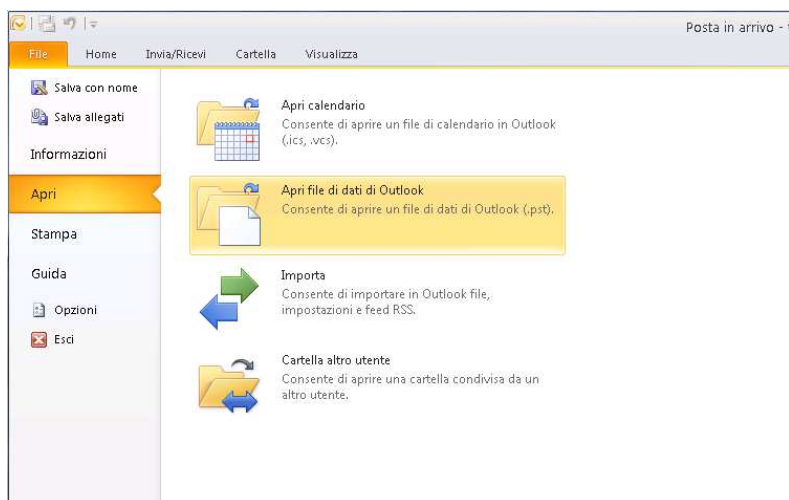 Posta in arrivo -
File Home Invia/Ricevi Cartella Visualizza
Salva con nome
Salva allegati
Informazioni
Apri
Stampa
Guida
Opzioni
Esci
Apri calendario
Consente di aprire un file di calendario in Outlook
(.ics, .vcs).
Apri file di dati di Outlook
Consente di aprire un file di dati di Outlook (.pst).
Importa
Consente di importare in Outlook file,
impostazioni e feed RSS.
Cartella altro utente
Consente di aprire una cartella condivisa da un
altro utente.